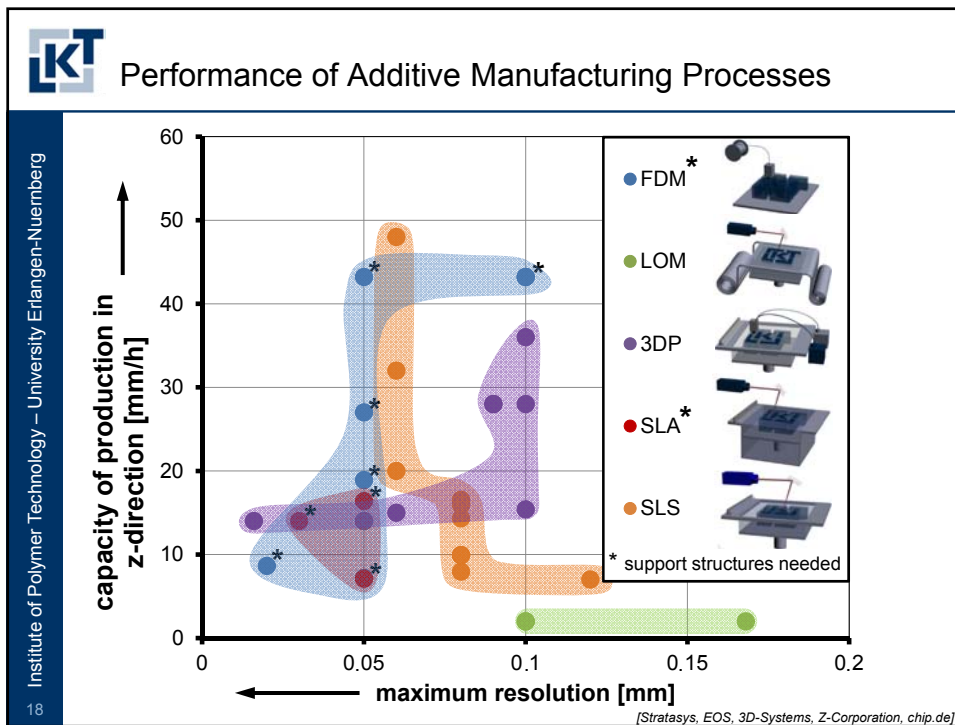 LKT
Performance of Additive Manufacturing Processes
Institute of Polymer Technology – University Erlangen-Nuernberg
18
capacity of production in
z-direction [mm/h]
60
50
40
30
20
10
0
0
0.05
0.1
0.15
0.2
maximum resolution [mm]
*
*
*
*
*
*
*
*
FDM*
LOM
3DP
SLA*
SLS
* support structures needed
[Stratasys, EOS, 3D-Systems, Z-Corporation, chip.de]